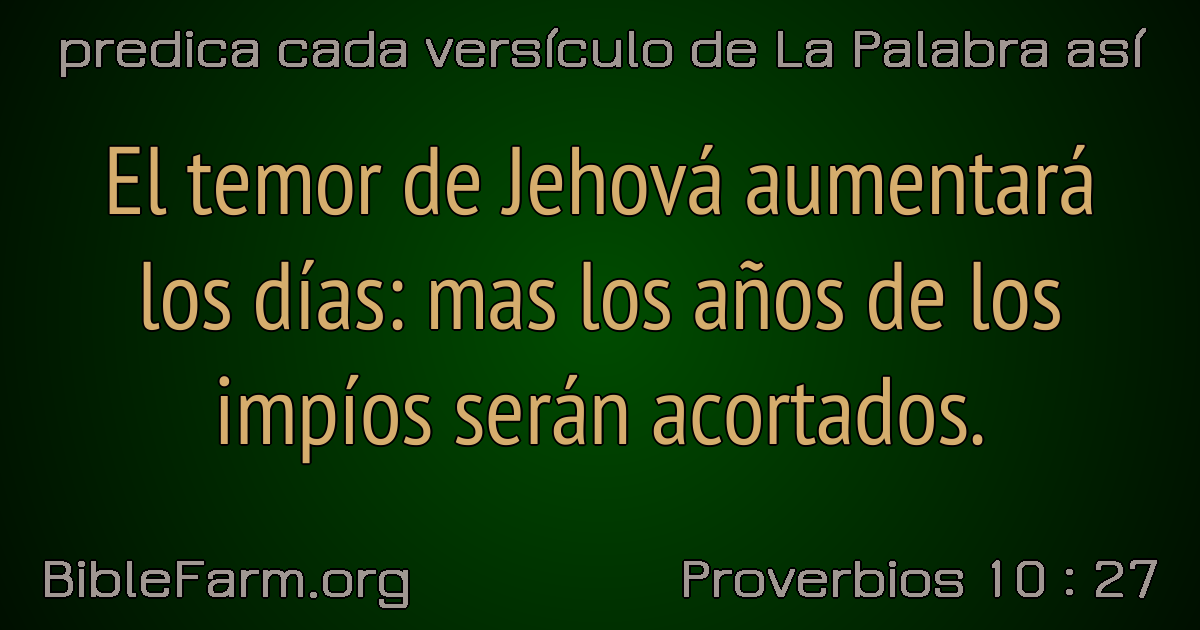 predica cada versículo de La Palabra así
El temor de Jehová aumentará
los días: mas los años de los
impíos serán acortados.
BibleFarm.org
Proverbios 10 : 27